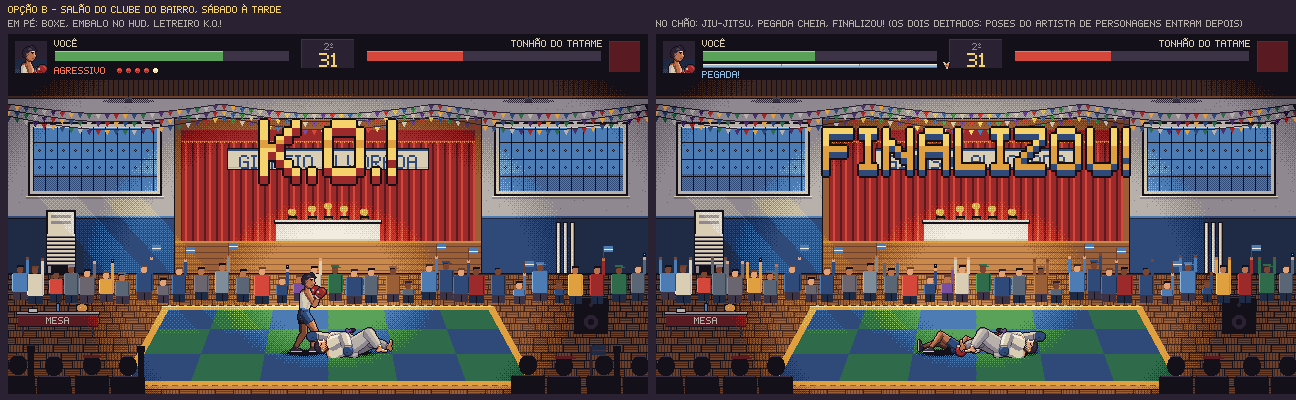 OPÇÃO B - SALÃO DO CLUBE DO BAIRRO, SÁBADO À TARDE
EM PÉ: BOXE, EMBALO NO HUD, LETREIRO K.O.!
NO CHÃO: JIU-JITSU, PEGADA CHEIA, FINALIZOU! (OS DOIS DEITADOS: POSES DO ARTISTA DE PERSONAGENS ENTRAM DEPOIS)
VOCÊ
2º
31
TONHÃO DO TATAME
AGRESSIVO
K.O.!
MESA
VOCÊ
2º
31
TONHÃO DO TATAME
PEGADA!
FINALIZOU!
MESA